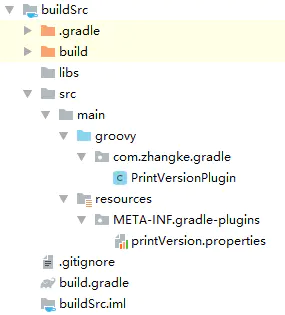 buildSrc
.gradle
build
libs
src
main
groovy
com.zhangke.gradle
C PrintVersionPlugin
resources
META-INF.gradle-plugins
printVersion.properties
.gitignore
build.gradle
buildSrc.iml